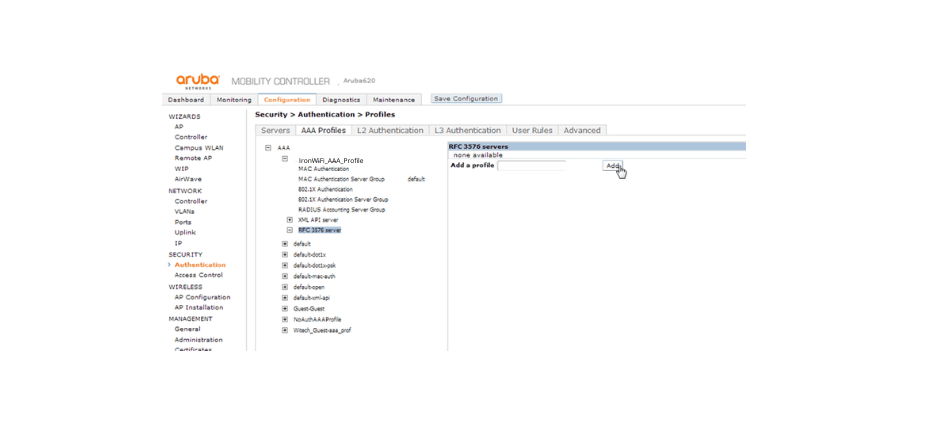 aruba NETWORKS MOBILITY CONTROLLER Aruba620
Dashboard Monitoring Configuration Diagnostics Maintenance Save Configuration
WIZARDS
AP
Controller
Campus WLAN
Remote AP
WIP
AirWave
NETWORK
Controller
VLANs
Ports
Uplink
IP
SECURITY
> Authentication
Access Control
WIRELESS
AP Configuration
AP Installation
MANAGEMENT
General
Administration
Certificates
Security > Authentication > Profiles
Servers AAA Profiles L2 Authentication L3 Authentication User Rules Advanced
AAA
IronWiFi_AAA_Profile
MAC Authentication
MAC Authentication Server Group default
802.1X Authentication
802.1X Authentication Server Group
RADIUS Accounting Server Group
XML API server
RFC 3576 server
default
default-dot1x
default-dot1x-psk
default-mac-auth
default-open
default-xml-api
Guest-Guest
NoAuthAAAProfile
Witech_Guest-aaa_prof
RFC 3576 servers
none available
Add a profile Add